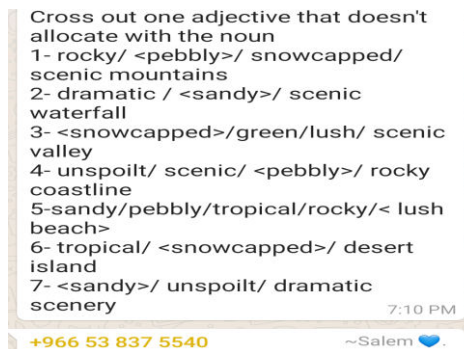 Cross out one adjective that doesn't
allocate with the noun
1- rocky/ <pebbly>/ snowcapped/
scenic mountains
2- dramatic / <sandy>/ scenic
waterfall
3- <snowcapped>/green/lush/ scenic
valley
4- unspoilt/ scenic/ <pebbly>/ rocky
coastline
5-sandy/pebbly/tropical/rocky/< lush
beach>
6- tropical/ <snowcapped>/ desert
island
7- <sandy>/ unspoilt/ dramatic
scenery 7:10 PM
+966 53 837 5540 ~Salem 💙.